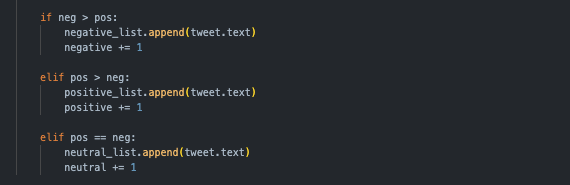 if neg > pos:
    negative_list.append(tweet.text)
    negative += 1
elif pos > neg:
    positive_list.append(tweet.text)
    positive += 1
elif pos == neg:
    neutral_list.append(tweet.text)
    neutral += 1